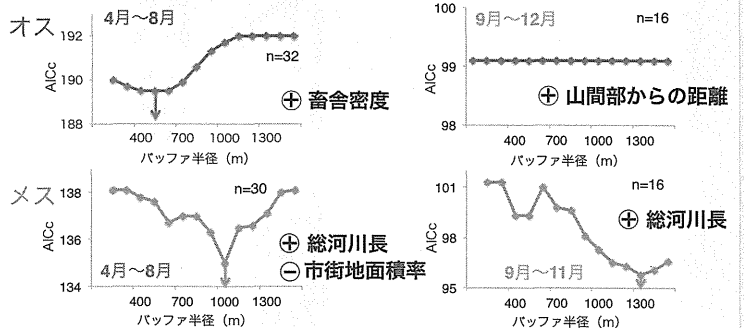 オス
4月～8月
AICc
192
190
188
n=32
⊕ 畜舎密度
400 700 1000 1300
バッファ半径（m）
9月～12月
AICc
100
99
98
n=16
⊕ 山間部からの距離
400 700 1000 1300
バッファ半径（m）
メス
AICc
138
136
134
n=30
⊕ 総河川長
⊖ 市街地面積率
4月～8月
400 700 1000 1300
バッファ半径（m）
AICc
101
98
95
n=16
⊕ 総河川長
9月～11月
400 700 1000 1300
バッファ半径（m）